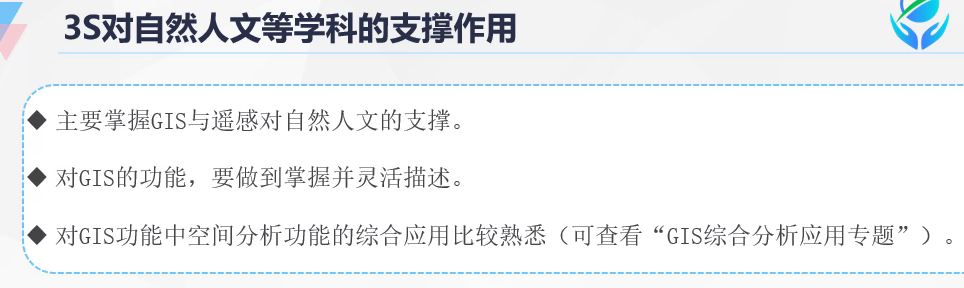 3S对自然人文等学科的支撑作用
◆ 主要掌握GIS与遥感对自然人文的支撑。
◆ 对GIS的功能，要做到掌握并灵活描述。
◆ 对GIS功能中空间分析功能的综合应用比较熟悉（可查看“GIS综合分析应用专题”）。